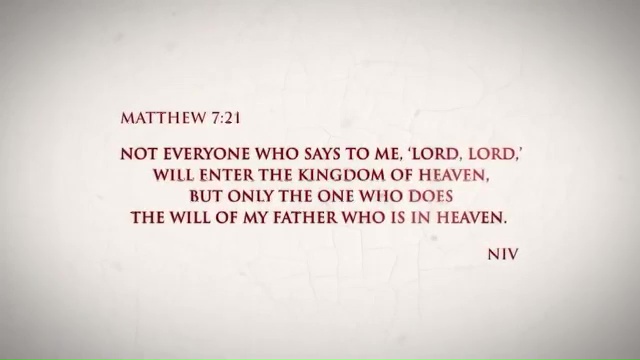 MATTHEW 7:21
NOT EVERYONE WHO SAYS TO ME, ‘LORD, LORD,’
WILL ENTER THE KINGDOM OF HEAVEN,
BUT ONLY THE ONE WHO DOES
THE WILL OF MY FATHER WHO IS IN HEAVEN.
NIV